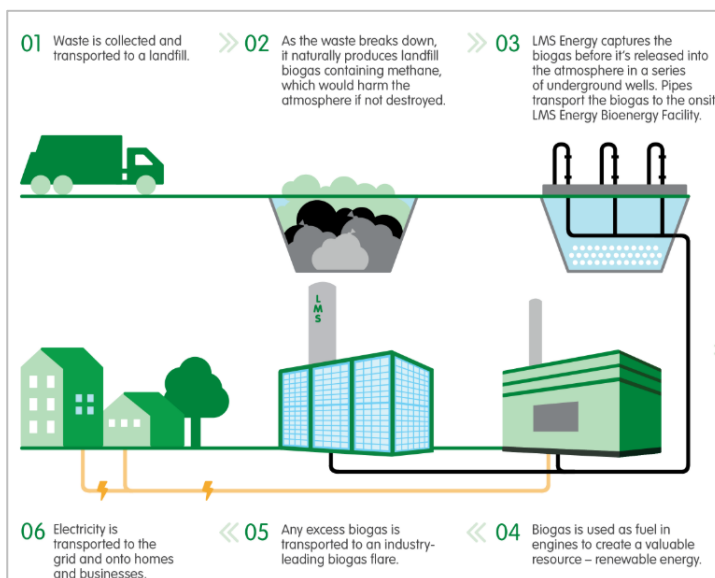 01 Waste is collected and
transported to a landfill.
02 As the waste breaks down,
it naturally produces landfill
biogas containing methane,
which would harm the
atmosphere if not destroyed.
03 LMS Energy captures the
biogas before it's released into
the atmosphere in a series
of underground wells. Pipes
transport the biogas to the onsit
LMS Energy Bioenergy Facility.
L
M
S
06 Electricity is
transported to the
grid and onto homes
and businesses.
05 Any excess biogas is
transported to an industry-
leading biogas flare.
04 Biogas is used as fuel in
engines to create a valuable
resource – renewable energy.